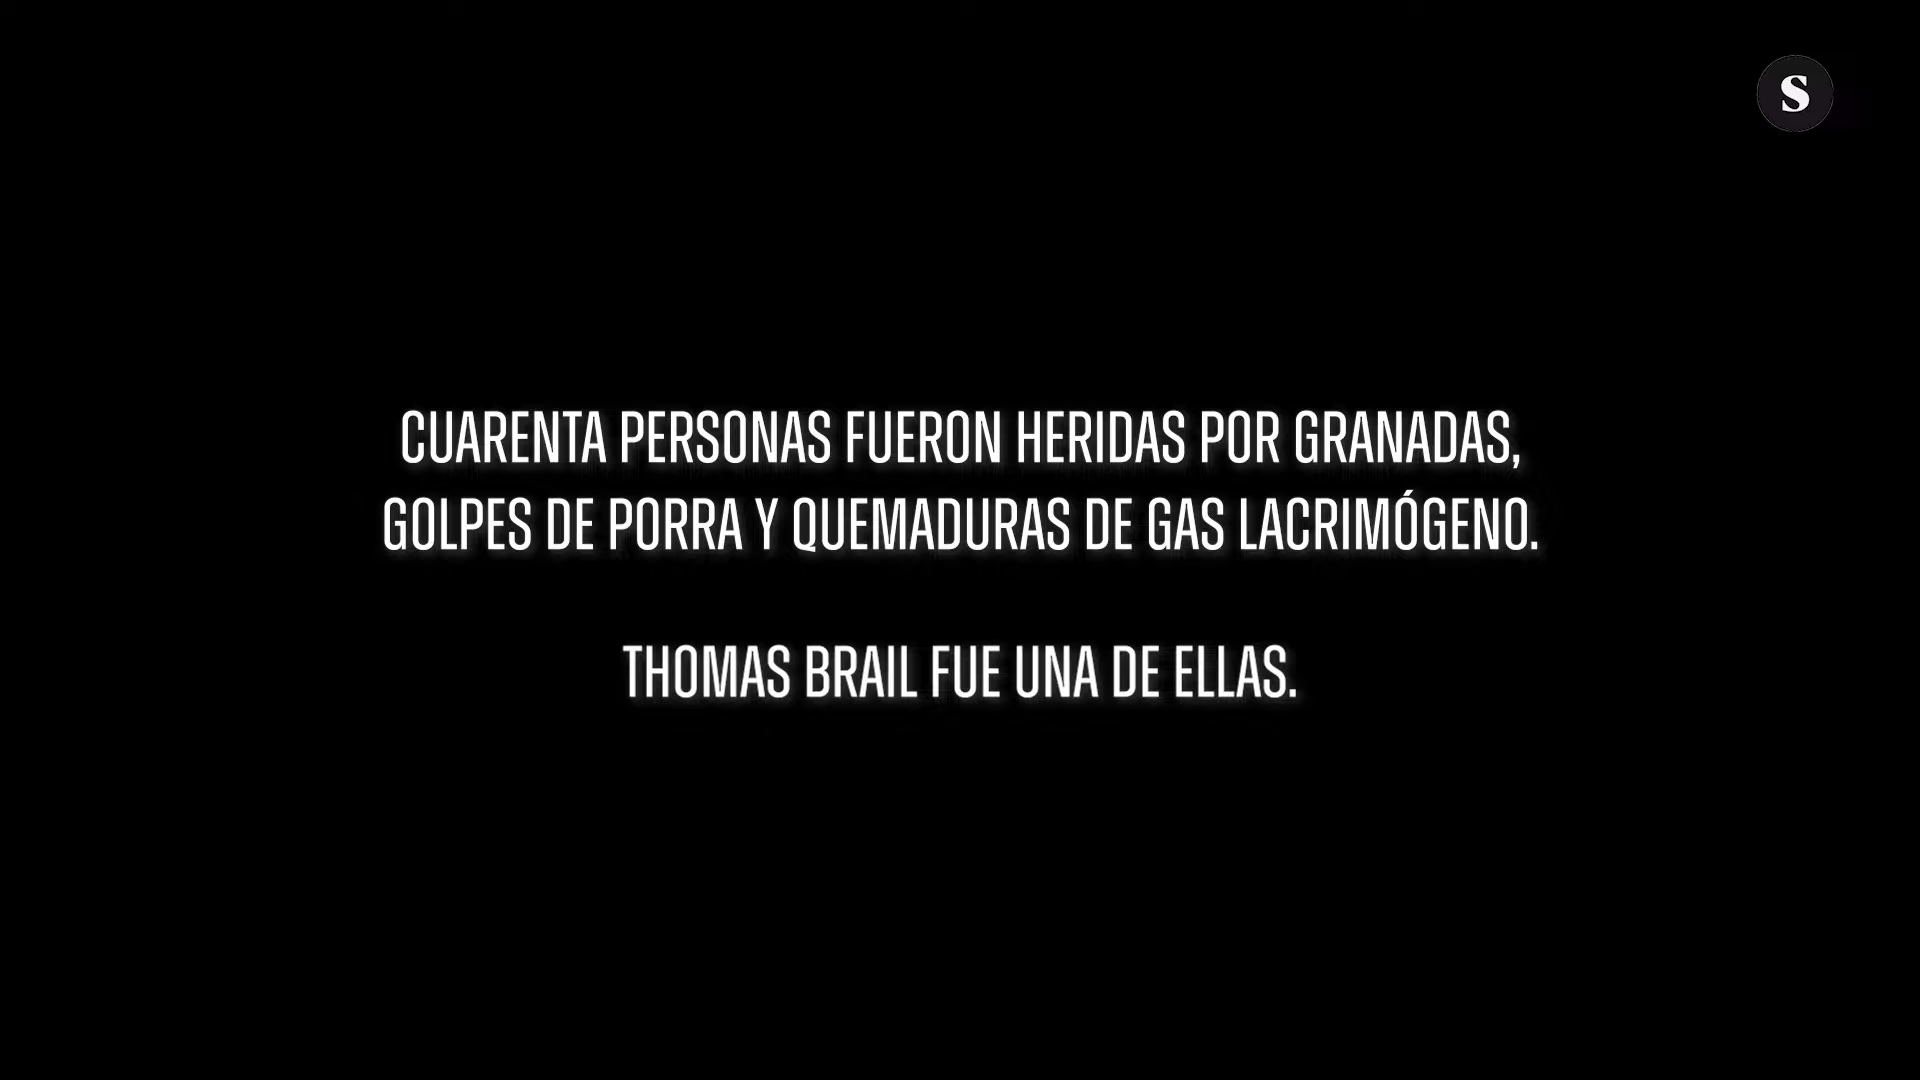 S
CUARENTA PERSONAS FUERON HERIDAS POR GRANADAS,
GOLPES DE PORRA Y QUEMADURAS DE GAS LACRIMÓGENO.
THOMAS BRAIL FUE UNA DE ELLAS.